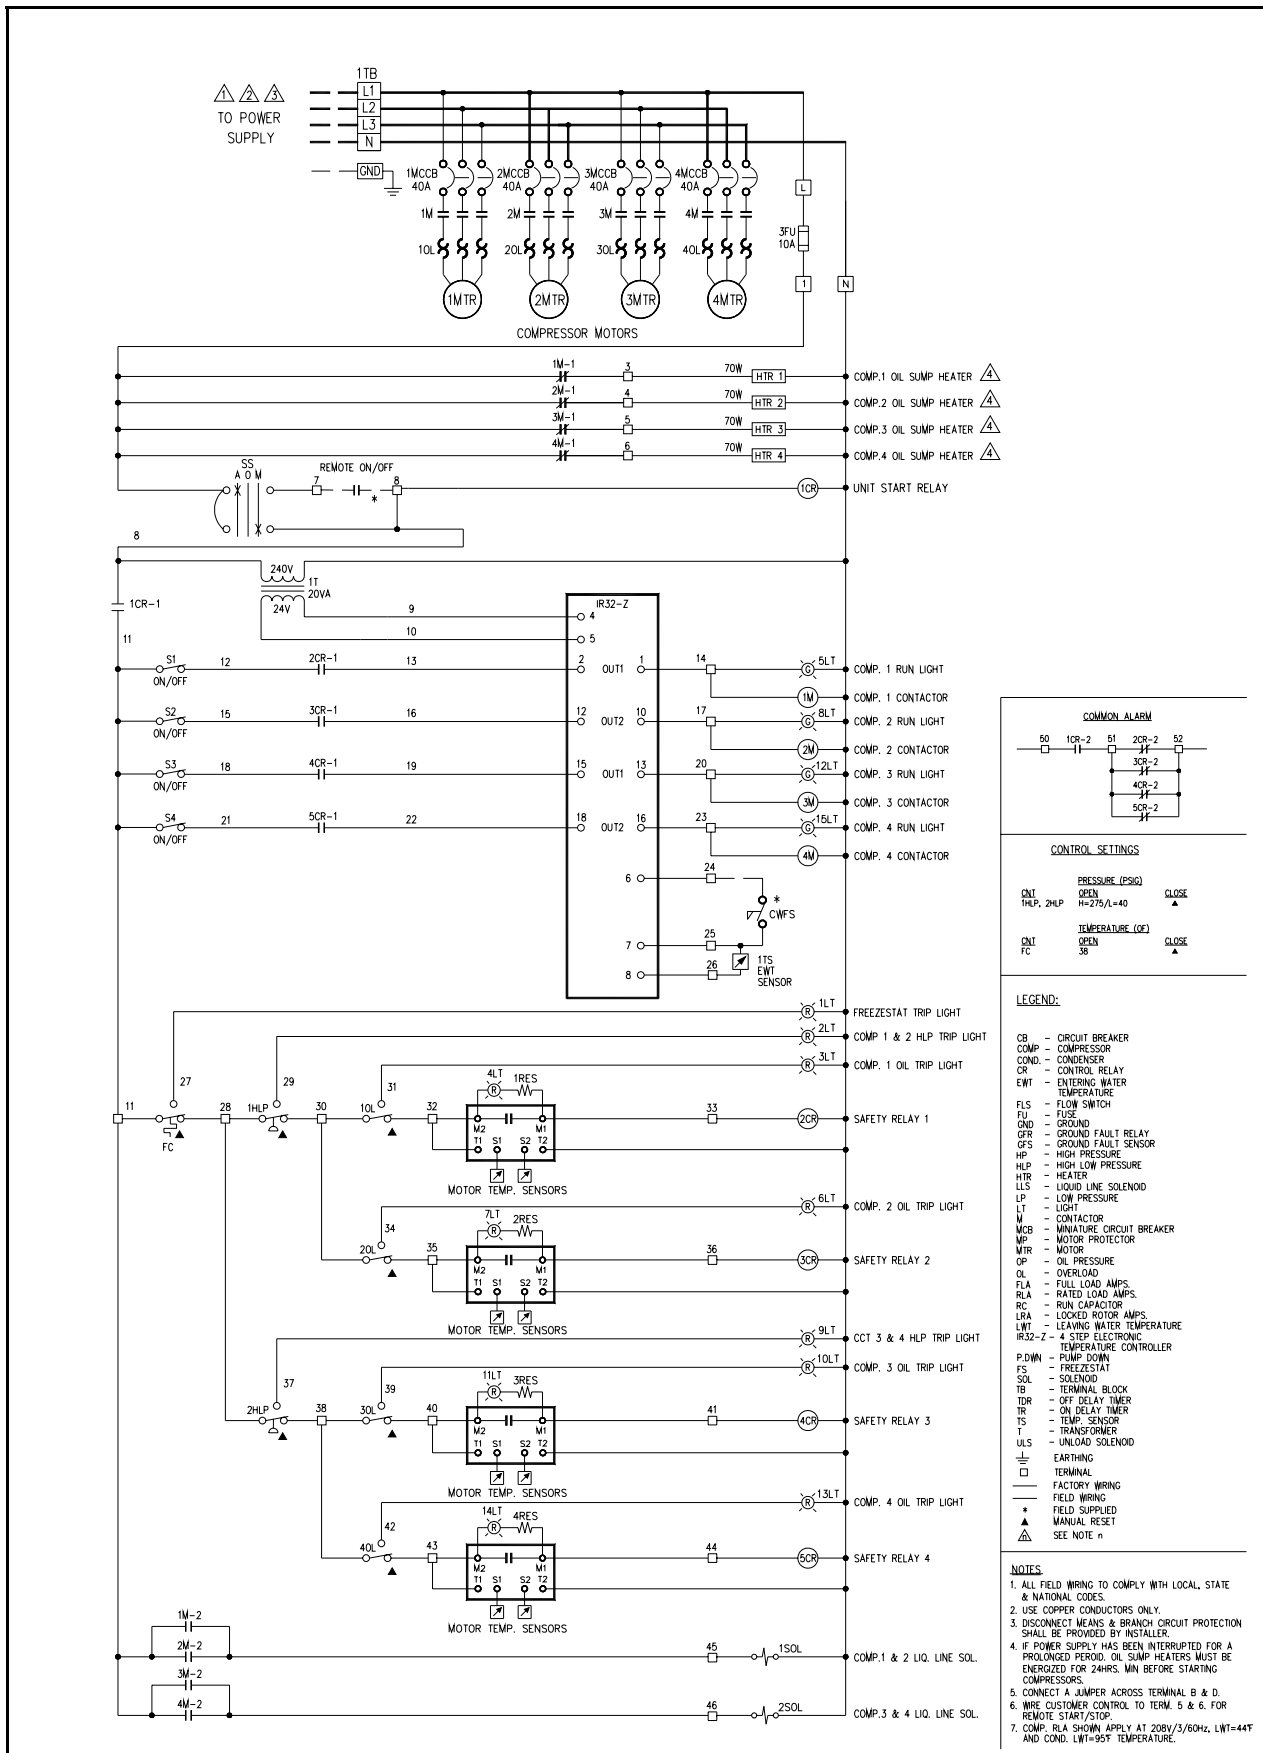 1TB
1 2 3
L1
L2
TO POWER
SUPPLY
L3
N
GND
1MCCB
40A
2MCCB
40A
3MCCB
40A
4MCCB
40A
L
1M
2M
3M
4M
3FU
10A
1OL
2OL
3OL
4OL
1
N
1MTR
2MTR
3MTR
4MTR
COMPRESSOR MOTORS
1M-1
3
70W
HTR 1
COMP.1 OIL SUMP HEATER 4
2M-1
4
70W
HTR 2
COMP.2 OIL SUMP HEATER 4
3M-1
5
70W
HTR 3
COMP.3 OIL SUMP HEATER 4
4M-1
6
70W
HTR 4
COMP.4 OIL SUMP HEATER 4
SS
A O M
REMOTE ON/OFF
7
8
*
1CR
UNIT START RELAY
8
240V
1T
20VA
24V
1CR-1
11
IR32-Z
9
4
10
5
S1
ON/OFF
12
2CR-1
13
2
OUT1
1
14
G
5LT
COMP. 1 RUN LIGHT
1M
COMP. 1 CONTACTOR
S2
ON/OFF
15
3CR-1
16
12
OUT2
10
17
G
8LT
COMP. 2 RUN LIGHT
2M
COMP. 2 CONTACTOR
S3
ON/OFF
18
4CR-1
19
15
OUT1
13
20
G
12LT
COMP. 3 RUN LIGHT
3M
COMP. 3 CONTACTOR
S4
ON/OFF
21
5CR-1
22
18
OUT2
16
23
G
15LT
COMP. 4 RUN LIGHT
4M
COMP. 4 CONTACTOR
6
24
*
CWFS
7
25
8
26
1TS
EWT
SENSOR
R
1LT
FREEZESTAT TRIP LIGHT
R
2LT
COMP 1 & 2 HLP TRIP LIGHT
R
3LT
COMP. 1 OIL TRIP LIGHT
11
27
FC
28
29
1HLP
30
31
1OL
32
4LT
R
1RES
M2
M1
T1 S1 S2 T2
MOTOR TEMP. SENSORS
33
2CR
SAFETY RELAY 1
R
6LT
COMP. 2 OIL TRIP LIGHT
34
2OL
35
7LT
R
2RES
M2
M1
T1 S1 S2 T2
MOTOR TEMP. SENSORS
36
3CR
SAFETY RELAY 2
R
9LT
CCT 3 & 4 HLP TRIP LIGHT
R
10LT
COMP. 3 OIL TRIP LIGHT
37
2HLP
38
39
3OL
40
11LT
R
3RES
M2
M1
T1 S1 S2 T2
MOTOR TEMP. SENSORS
41
4CR
SAFETY RELAY 3
R
13LT
COMP. 4 OIL TRIP LIGHT
42
4OL
43
14LT
R
4RES
M2
M1
T1 S1 S2 T2
MOTOR TEMP. SENSORS
44
5CR
SAFETY RELAY 4
1M-2
2M-2
45
1SOL
COMP.1 & 2 LIQ. LINE SOL.
3M-2
4M-2
46
2SOL
COMP.3 & 4 LIQ. LINE SOL.
COMMON ALARM
50 1CR-2 51 2CR-2 52
3CR-2
4CR-2
5CR-2
CONTROL SETTINGS
PRESSURE (PSIG)
CNT OPEN CLOSE
1HLP, 2HLP H=275/L=40 ▲
TEMPERATURE (OF)
CNT OPEN CLOSE
FC 38 ▲
LEGEND:
CB - CIRCUIT BREAKER
COMP - COMPRESSOR
COND. - CONDENSER
CR - CONTROL RELAY
EWT - ENTERING WATER
TEMPERATURE
FLS - FLOW SWITCH
FU - FUSE
GND - GROUND
GFR - GROUND FAULT RELAY
GFS - GROUND FAULT SENSOR
HP - HIGH PRESSURE
HLP - HIGH LOW PRESSURE
HTR - HEATER
LLS - LIQUID LINE SOLENOID
LP - LOW PRESSURE
LT - LIGHT
M - CONTACTOR
MCB - MINIATURE CIRCUIT BREAKER
MP - MOTOR PROTECTOR
MTR - MOTOR
OP - OIL PRESSURE
OL - OVERLOAD
FLA - FULL LOAD AMPS.
RLA - RATED LOAD AMPS.
RC - RUN CAPACITOR
LRA - LOCKED ROTOR AMPS.
LWT - LEAVING WATER TEMPERATURE
IR32-Z - 4 STEP ELECTRONIC
TEMPERATURE CONTROLLER
P.DWN - PUMP DOWN
FS - FREEZESTAT
SOL - SOLENOID
TB - TERMINAL BLOCK
TDR - OFF DELAY TIMER
TR - ON DELAY TIMER
TS - TEMP. SENSOR
T - TRANSFORMER
ULS - UNLOAD SOLENOID
EARTHING
TERMINAL
FACTORY WIRING
FIELD WIRING
* FIELD SUPPLIED
▲ MANUAL RESET
n SEE NOTE n
NOTES
1. ALL FIELD WIRING TO COMPLY WITH LOCAL, STATE
& NATIONAL CODES.
2. USE COPPER CONDUCTORS ONLY.
3. DISCONNECT MEANS & BRANCH CIRCUIT PROTECTION
SHALL BE PROVIDED BY INSTALLER.
4. IF POWER SUPPLY HAS BEEN INTERRUPTED FOR A
PROLONGED PEROID. OIL SUMP HEATERS MUST BE
ENERGIZED FOR 24HRS. MIN BEFORE STARTING
COMPRESSORS.
5. CONNECT A JUMPER ACROSS TERMINAL B & D.
6. WIRE CUSTOMER CONTROL TO TERM. 5 & 6. FOR
REMOTE START/STOP.
7. COMP. RLA SHOWN APPLY AT 208V/3/60Hz, LWT=44°F
AND COND. LWT=95°F TEMPERATURE.